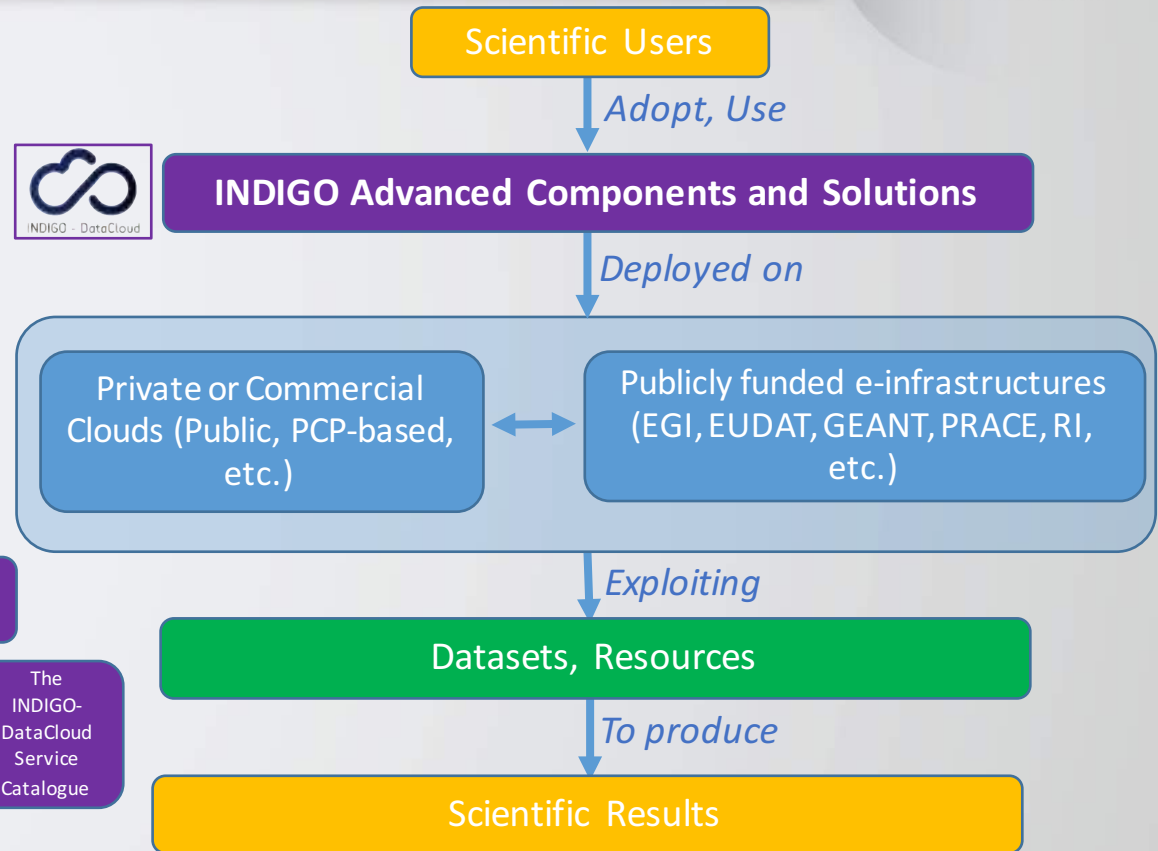 Scientific Users
Adopt, Use
INDIGO - DataCloud
INDIGO Advanced Components and Solutions
Deployed on
Private or Commercial
Clouds (Public, PCP-based,
etc.)
Publicly funded e-infrastructures
(EGI, EUDAT, GEANT, PRACE, RI,
etc.)
Exploiting
Datasets, Resources
The
INDIGO-
DataCloud
Service
Catalogue
To produce
Scientific Results